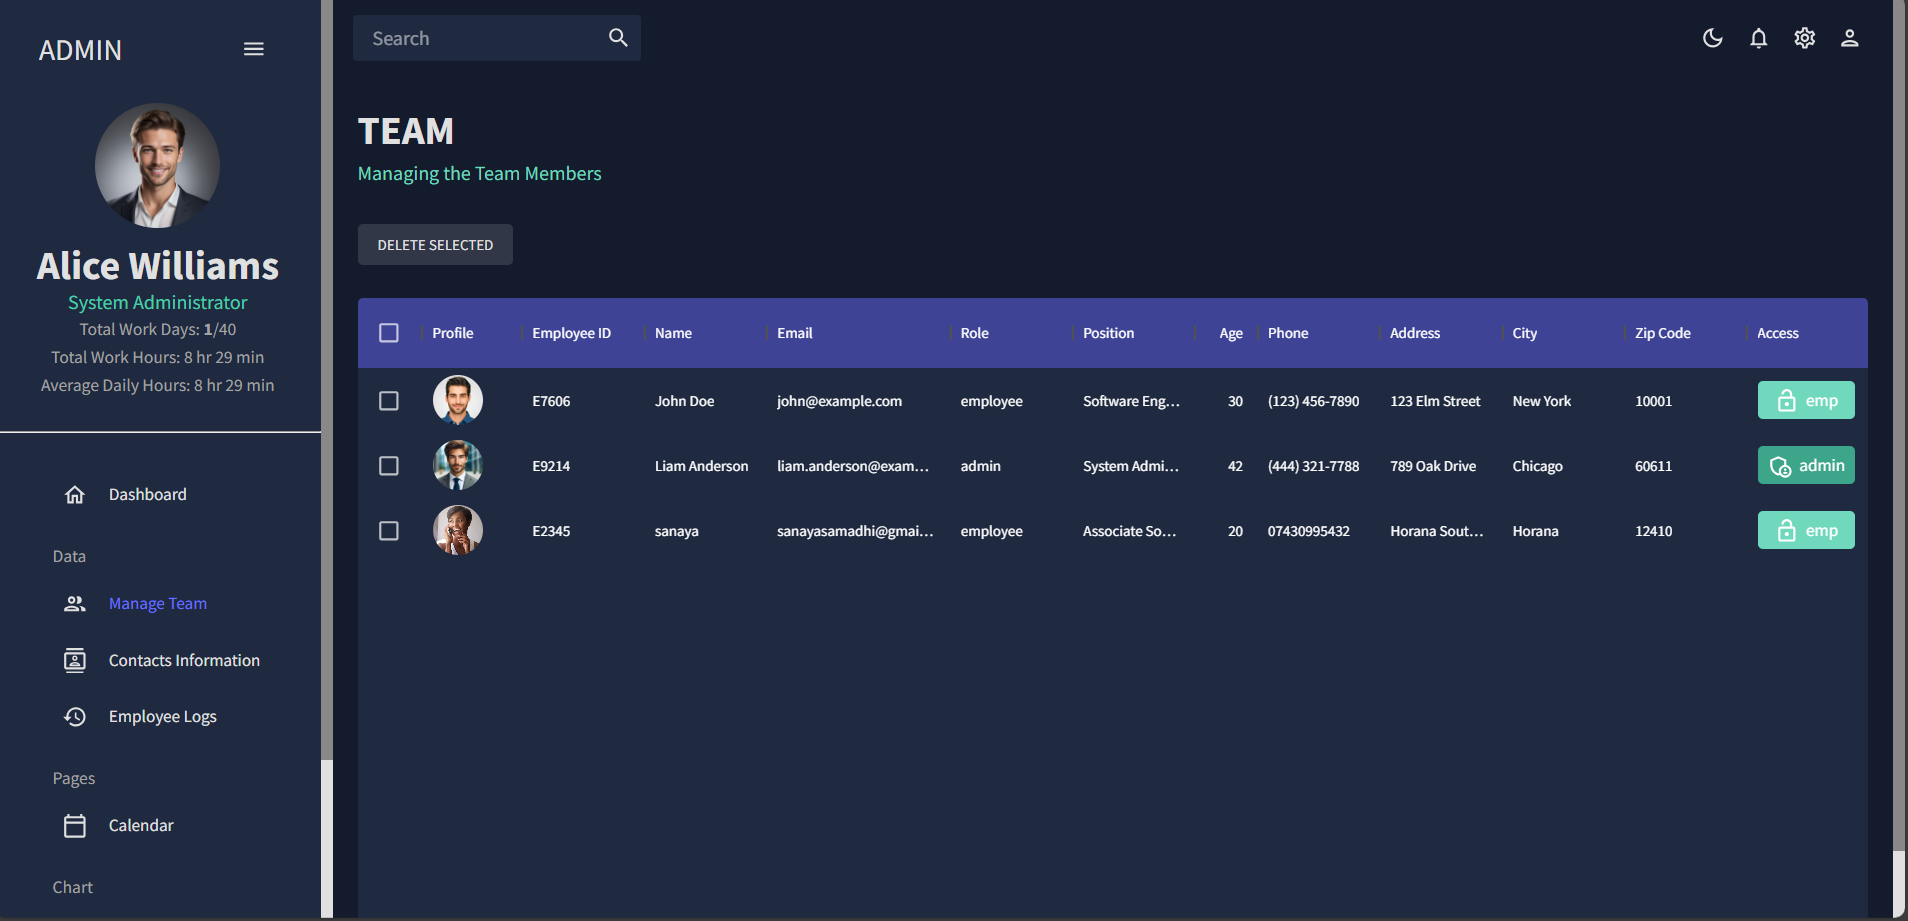 ADMIN
Alice Williams
System Administrator
Total Work Days: 1/40
Total Work Hours: 8 hr 29 min
Average Daily Hours: 8 hr 29 min
Dashboard
Data
Manage Team
Contacts Information
Employee Logs
Pages
Calendar
Chart
Search
TEAM
Managing the Team Members
DELETE SELECTED
Profile Employee ID Name Email Role Position Age Phone Address City Zip Code Access
E7606 John Doe john@example.com employee Software Eng... 30 (123) 456-7890 123 Elm Street New York 10001 emp
E9214 Liam Anderson liam.anderson@exam... admin System Admi... 42 (444) 321-7788 789 Oak Drive Chicago 60611 admin
E2345 sanaya sanayasamadhi@gmai... employee Associate So... 20 07430995432 Horana Sout... Horana 12410 emp